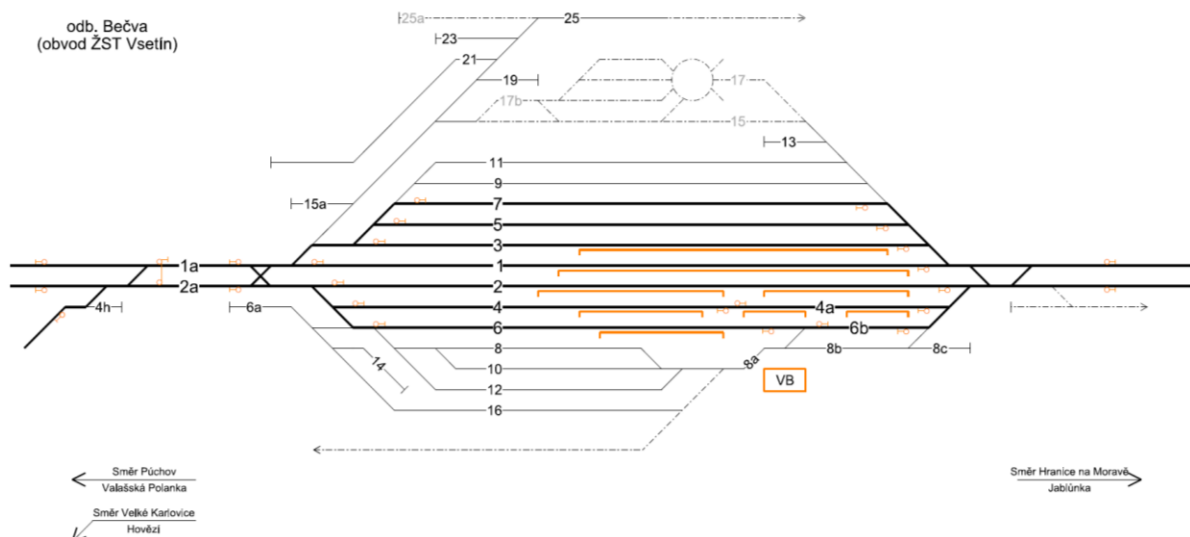 odb. Bečva
(obvod ŽST Vsetín)
25a
25
23
21
19
17
17b
15
13
11
9
7
15a
5
3
1a
1
2a
2
4h
6a
4
4a
6
6b
8
8a
8b
8c
14
10
VB
12
16
Směr Púchov
Valašská Polanka
Směr Hranice na Moravě
Jablůnka
Směr Velké Karlovice
Hovězí